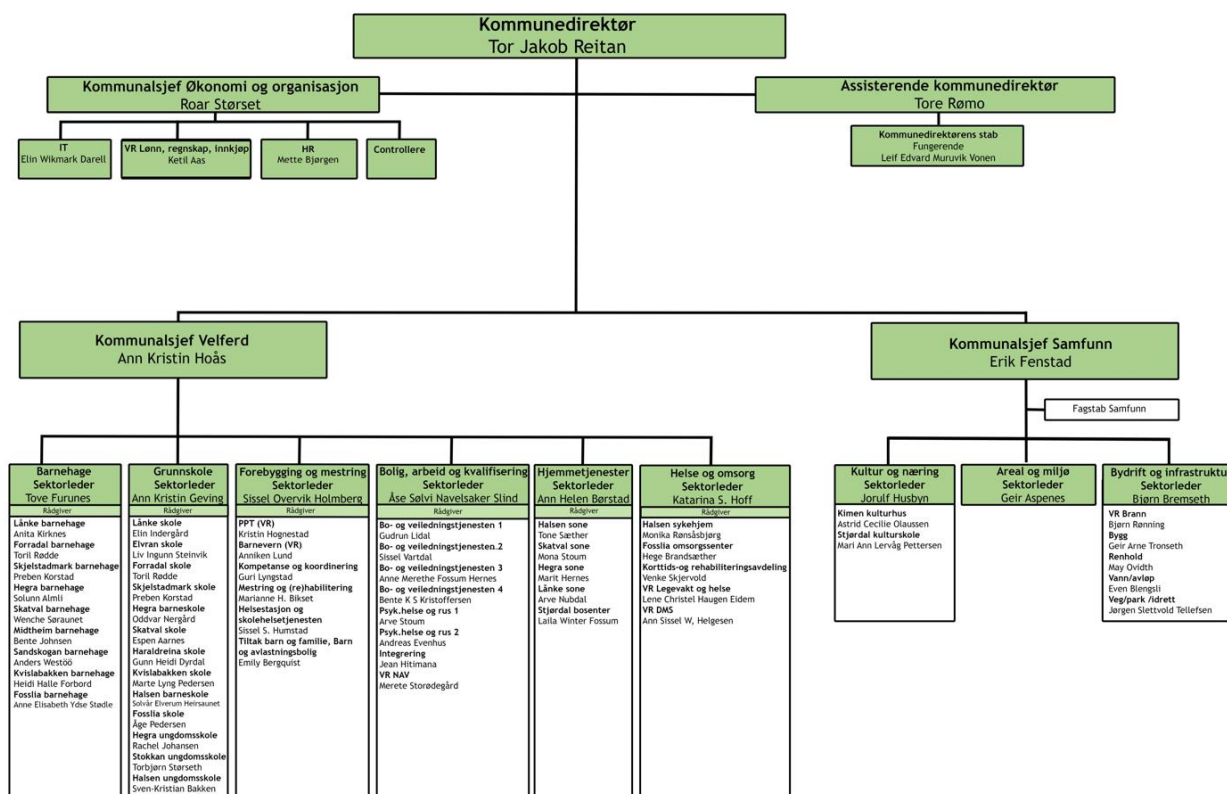 Kommunedirektør
Tor Jakob Reitan
Kommunalsjef Økonomi og organisasjon
Roar Størset
Assisterende kommunedirektør
Tore Rømo
IT
Elin Wikmark Darell
VR Lønn, regnskap, innkjøp
Ketil Aas
HR
Mette Bjørgen
Controllere
Kommunedirektørens stab
Fungerende
Leif Edvard Muruvik Vonen
Kommunalsjef Velferd
Ann Kristin Hoås
Kommunalsjef Samfunn
Erik Fenstad
Fagstab Samfunn
Barnehage
Sektorleder
Tove Furunes
Rådgiver
Lånke barnehage
Anita Kirknes
Forradal barnehage
Toril Rødde
Skjelstadmark barnehage
Preben Korstad
Hegra barnehage
Solunn Almli
Skatval barnehage
Wenche Søraunet
Midtheim barnehage
Bente Johnsen
Sandskogan barnehage
Anders Westöö
Kvislabakken barnehage
Heidi Halle Forbord
Fosslia barnehage
Anne Elisabeth Ydse Stødle
Grunnskole
Sektorleder
Ann Kristin Geving
Rådgiver
Lånke skole
Elin Indergård
Elvran skole
Liv Ingunn Steinvik
Forradal skole
Toril Rødde
Skjelstadmark skole
Preben Korstad
Hegra barneskole
Oddvar Nergård
Skatval skole
Espen Aarnes
Haraldreina skole
Gunn Heidi Dyrdal
Kvislabakken skole
Marte Lyng Pedersen
Halsen barneskole
Solvår Elverum Heirsaunet
Fosslia skole
Åge Pedersen
Hegra ungdomsskole
Rachel Johansen
Stokkan ungdomsskole
Torbjørn Størseth
Halsen ungdomsskole
Sven-Kristian Bakken
Forebygging og mestring
Sektorleder
Sissel Overvik Holmberg
Rådgiver
PPT (VR)
Kristin Hognestad
Barnevern (VR)
Anniken Lund
Kompetanse og koordinering
Guri Lyngstad
Mestring og (re)habilitering
Marianne H. Bikset
Helsestasjon og
skolehelsetjenesten
Sissel S. Humstad
Tiltak barn og familie, Barn
og avlastningsbolig
Emily Bergquist
Bolig, arbeid og kvalifisering
Sektorleder
Åse Sølvi Navelsaker Slind
Rådgiver
Bo- og veiledningstjenesten 1
Gudrun Lidal
Bo- og veiledningstjenesten.2
Sissel Vartdal
Bo- og veiledningstjenesten 3
Anne Merethe Fossum Hernes
Bo- og veiledningstjenesten 4
Bente K S Kristoffersen
Psyk.helse og rus 1
Arve Stoum
Psyk.helse og rus 2
Andreas Evenhus
Integrering
Jean Hitimana
VR NAV
Merete Storødegård
Hjemmetjenester
Sektorleder
Ann Helen Børstad
Rådgiver
Halsen sone
Tone Sæther
Skatval sone
Mona Stoum
Hegra sone
Marit Hernes
Lånke sone
Arve Nubdal
Stjørdal bosenter
Laila Winter Fossum
Helse og omsorg
Sektorleder
Katarina S. Hoff
Rådgiver
Halsen sykehjem
Monika Rønsåsbjørg
Fosslia omsorgssenter
Hege Brandsæther
Korttids-og rehabiliteringsavdeling
Venke Skjervold
VR Legevakt og helse
Lene Christel Haugen Eidem
VR DMS
Ann Sissel W, Helgesen
Kultur og næring
Sektorleder
Jorulf Husbyn
Kimen kulturhus
Astrid Cecilie Olaussen
Stjørdal kulturskole
Mari Ann Lervåg Pettersen
Areal og miljø
Sektorleder
Geir Aspenes
Bydrift og infrastruktu
Sektorleder
Bjørn Bremseth
VR Brann
Bjørn Rønning
Bygg
Geir Arne Tronseth
Renhold
May Ovidth
Vann/avløp
Even Blengsli
Veg/park /idrett
Jørgen Slettvold Tellefsen